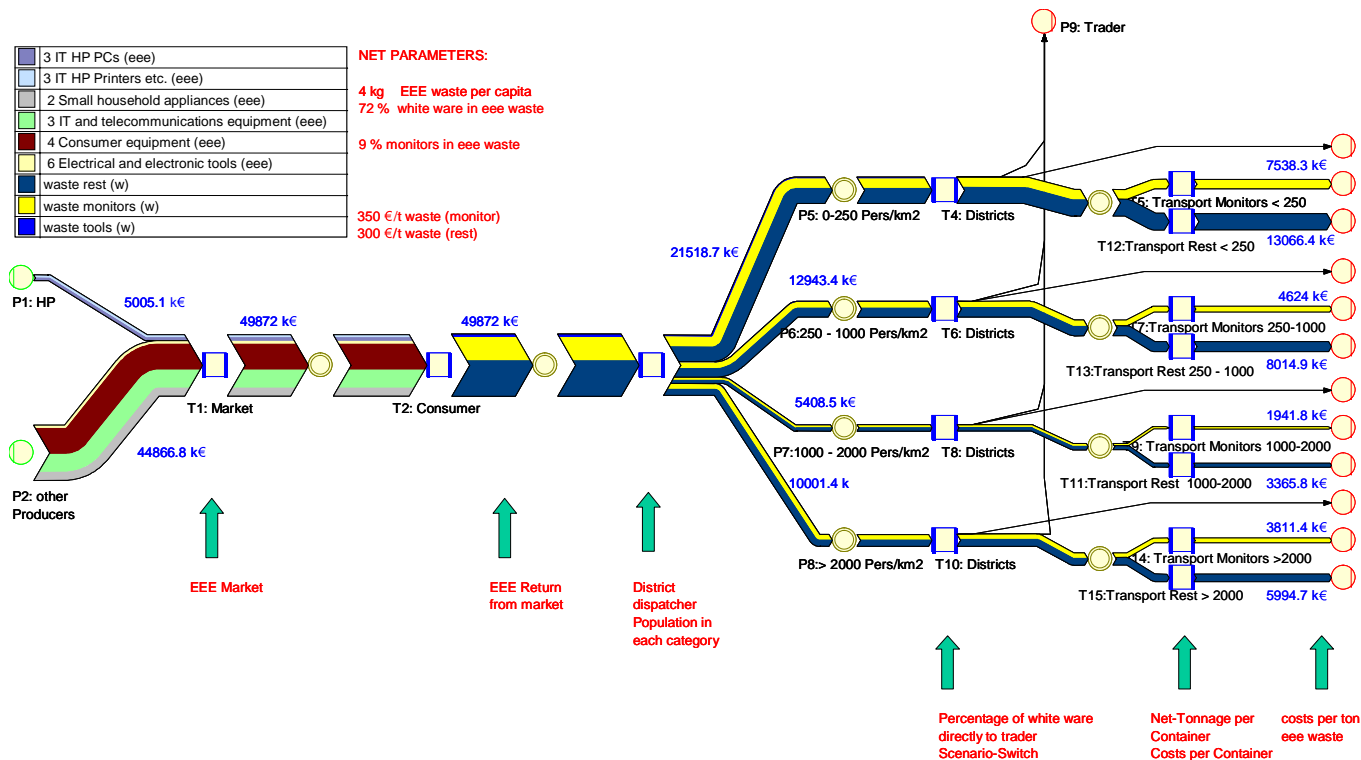 3 IT HP PCs (eee)
3 IT HP Printers etc. (eee)
2 Small household appliances (eee)
3 IT and telecommunications equipment (eee)
4 Consumer equipment (eee)
6 Electrical and electronic tools (eee)
waste rest (w)
waste monitors (w)
waste tools (w)
NET PARAMETERS:
4 kg EEE waste per capita
72 % white ware in eee waste
9 % monitors in eee waste
350 €/t waste (monitor)
300 €/t waste (rest)
P9: Trader
P1: HP
5005.1 k€
49872 k€
49872 k€
T1: Market
T2: Consumer
44866.8 k€
P2: other
Producers
21518.7 k€
12943.4 k€
5408.5 k€
10001.4 k
P5: 0-250 Pers/km2
T4: Districts
7538.3 k€
T5: Transport Monitors < 250
T12:Transport Rest < 250
13066.4 k€
P6:250 - 1000 Pers/km2
T6: Districts
4624 k€
T7:Transport Monitors 250-1000
T13:Transport Rest 250 - 1000
8014.9 k€
P7:1000 - 2000 Pers/km2
T8: Districts
1941.8 k€
T9: Transport Monitors 1000-2000
T11:Transport Rest 1000-2000
3365.8 k€
P8:> 2000 Pers/km2
T10: Districts
3811.4 k€
14: Transport Monitors >2000
T15:Transport Rest > 2000
5994.7 k€
EEE Market
EEE Return
from market
District
dispatcher
Population in
each category
Percentage of white ware
directly to trader
Scenario-Switch
Net-Tonnage per
Container
Costs per Container
costs per ton
eee waste